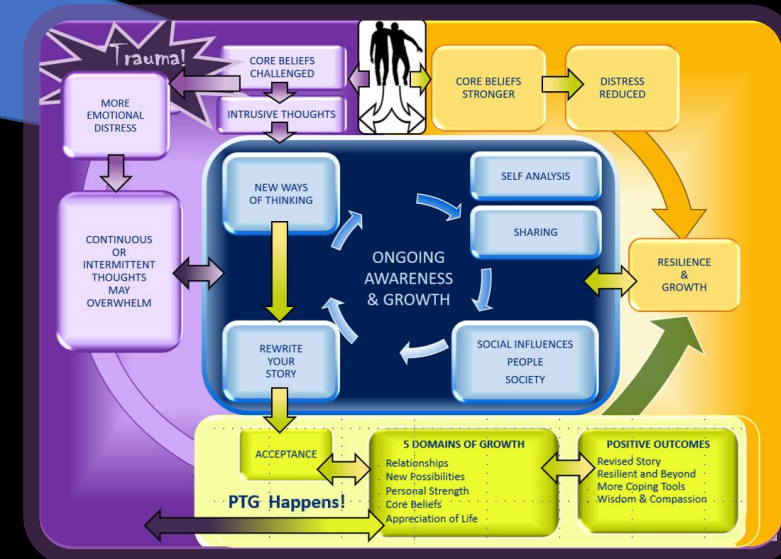 Trauma!
CORE BELIEFS
CHALLENGED
INTRUSIVE THOUGHTS
MORE
EMOTIONAL
DISTRESS
CONTINUOUS
OR
INTERMITTENT
THOUGHTS
MAY
OVERWHELM
CORE BELIEFS
STRONGER
DISTRESS
REDUCED
RESILIENCE
&
GROWTH
NEW WAYS
OF THINKING
SELF ANALYSIS
SHARING
ONGOING
AWARENESS
& GROWTH
REWRITE
YOUR
STORY
SOCIAL INFLUENCES
PEOPLE
SOCIETY
ACCEPTANCE
PTG Happens!
5 DOMAINS OF GROWTH
Relationships
New Possibilities
Personal Strength
Core Beliefs
Appreciation of Life
POSITIVE OUTCOMES
Revised Story
Resilient and Beyond
More Coping Tools
Wisdom & Compassion